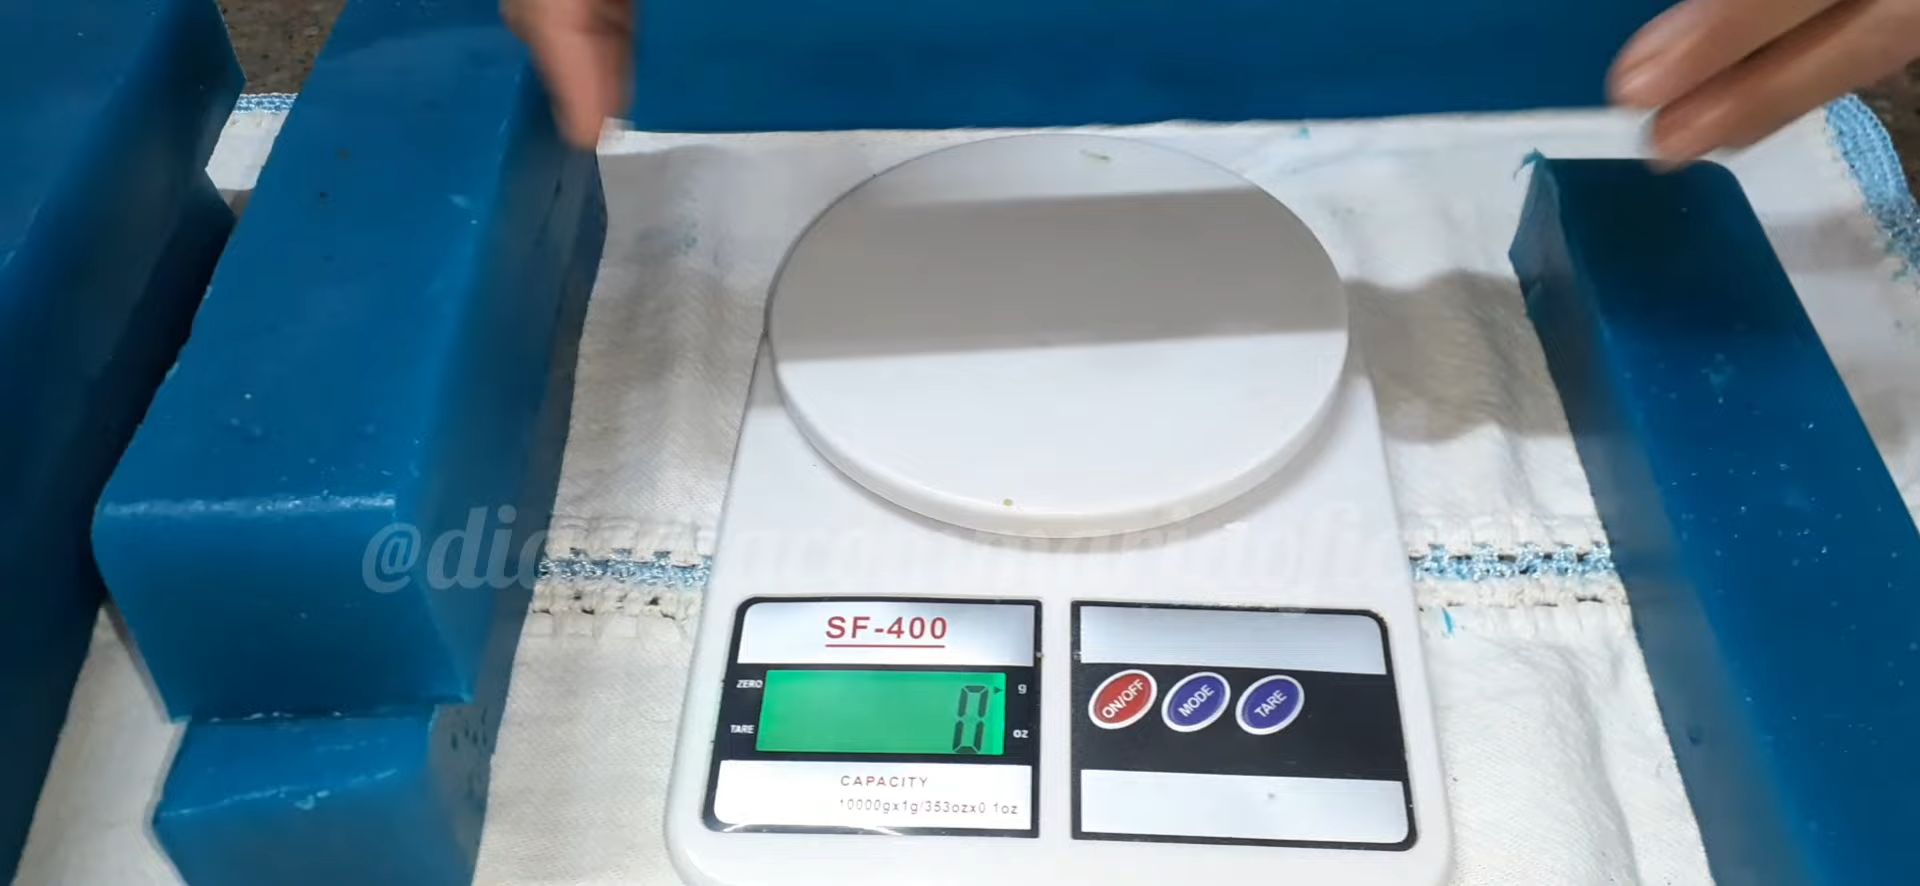 SF-400
ZERO
g
0
TARE
oz
CAPACITY
10000gx1g/353ozx0.1oz
ON/OFF
MODE
TARE